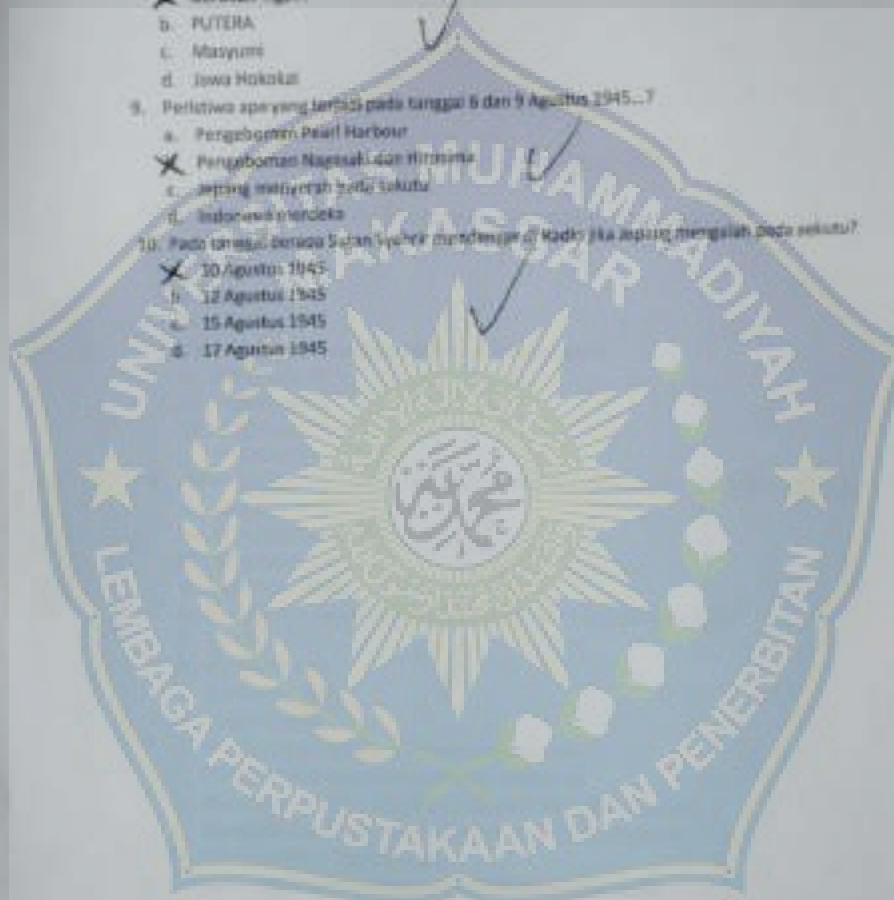 b. PUTERA
c. Masyumi
d. Jawa Hokokai
9. Peristiwa apa yang terjadi pada tanggal 6 dan 9 Agustus 1945...?
a. Pengeboman Pearl Harbour
Pengeboman Nagasaki dan Hirosima
c. Jepang menyerah pada sekutu
d. Indonesia merdeka
10. Pada tanggal berapa Sutan Syahrir mendengar di Radio jika Jepang mengalah pada sekutu?
10 Agustus 1945
b. 12 Agustus 1945
c. 15 Agustus 1945
d. 17 Agustus 1945
UNIVERSITAS MUHAMMADIYAH
MAKASSAR
محمدية
LEMBAGA PERPUSTAKAAN DAN PENERBITAN